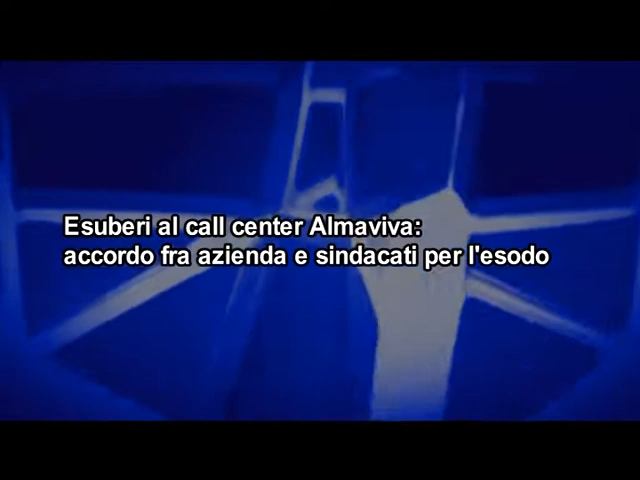 Esuberi al call center Almaviva:
accordo fra azienda e sindacati per l'esodo